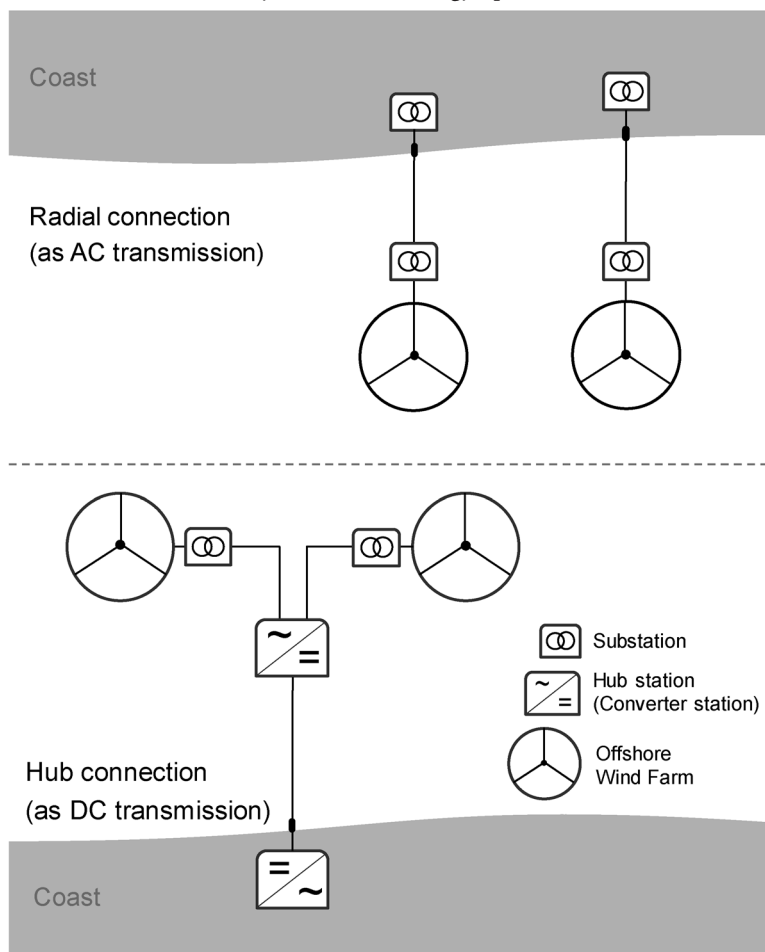 Coast
Radial connection
(as AC transmission)
Substation
Hub station
(Converter station)
Offshore
Wind Farm
Hub connection
(as DC transmission)
Coast